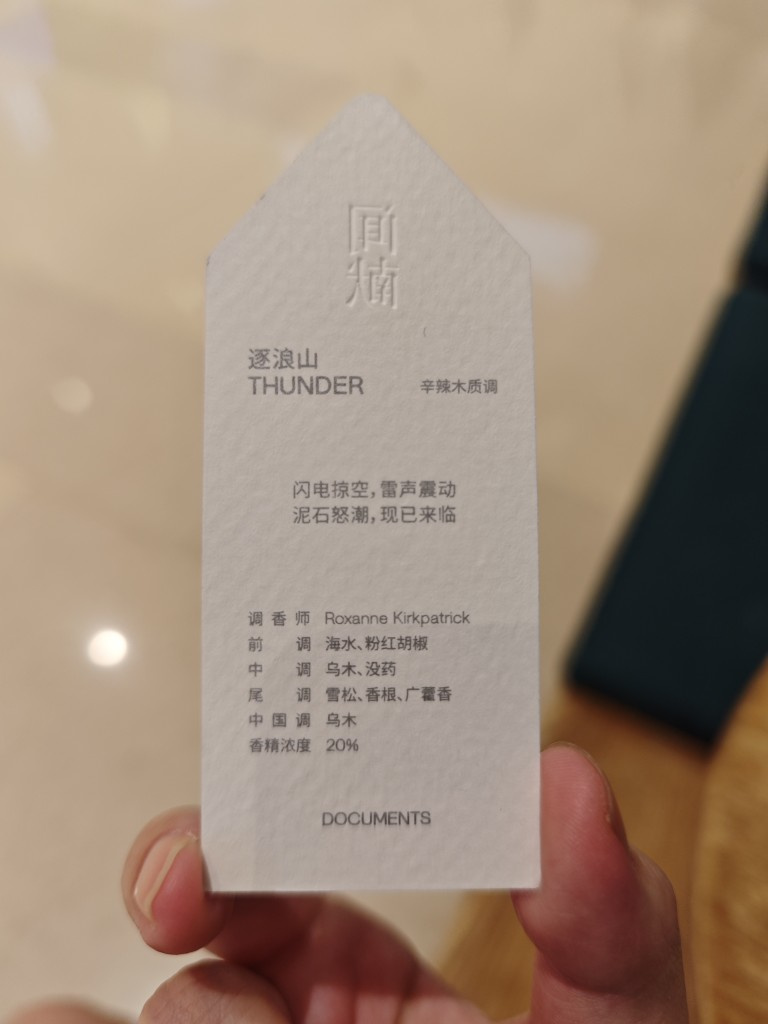 闻
献
逐浪山
THUNDER 辛辣木质调
闪电掠空，雷声震动
泥石怒潮，现已来临
调香师 Roxanne Kirkpatrick
前调 海水、粉红胡椒
中调 乌木、没药
尾调 雪松、香根、广藿香
中国调 乌木
香精浓度 20%
DOCUMENTS